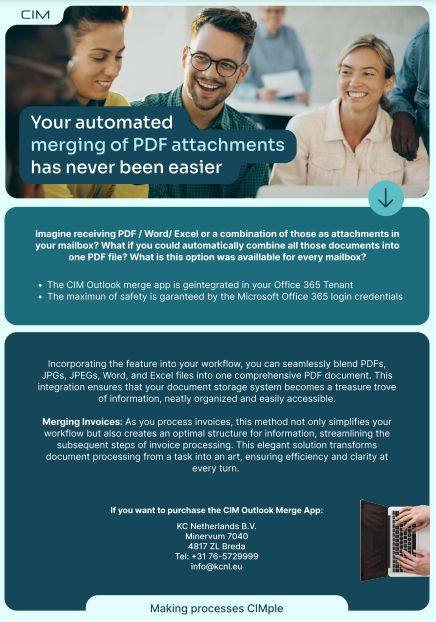 CIM
Your automated
merging of PDF attachments
has never been easier
Imagine receiving PDF / Word/ Excel or a combination of those as attachments in
your mailbox? What if you could automatically combine all those documents into
one PDF file? What is this option was availlable for every mailbox?
• The CIM Outlook merge app is geintegrated in your Office 365 Tenant
• The maximun of safety is garanteed by the Microsoft Office 365 login credentials
Incorporating the feature into your workflow, you can seamlessly blend PDFs,
JPGs, JPEGs, Word, and Excel files into one comprehensive PDF document. This
integration ensures that your document storage system becomes a treasure trove
of information, neatly organized and easily accessible.
Merging Invoices: As you process invoices, this method not only simplifies your
workflow but also creates an optimal structure for information, streamlining the
subsequent steps of invoice processing. This elegant solution transforms
document processing from a task into an art, ensuring efficiency and clarity at
every turn.
If you want to purchase the CIM Outlook Merge App:
KC Netherlands B.V.
Minervum 7040
4817 ZL Breda
Tel: +31 76-5729999
info@kcnl.eu
Making processes CIMple